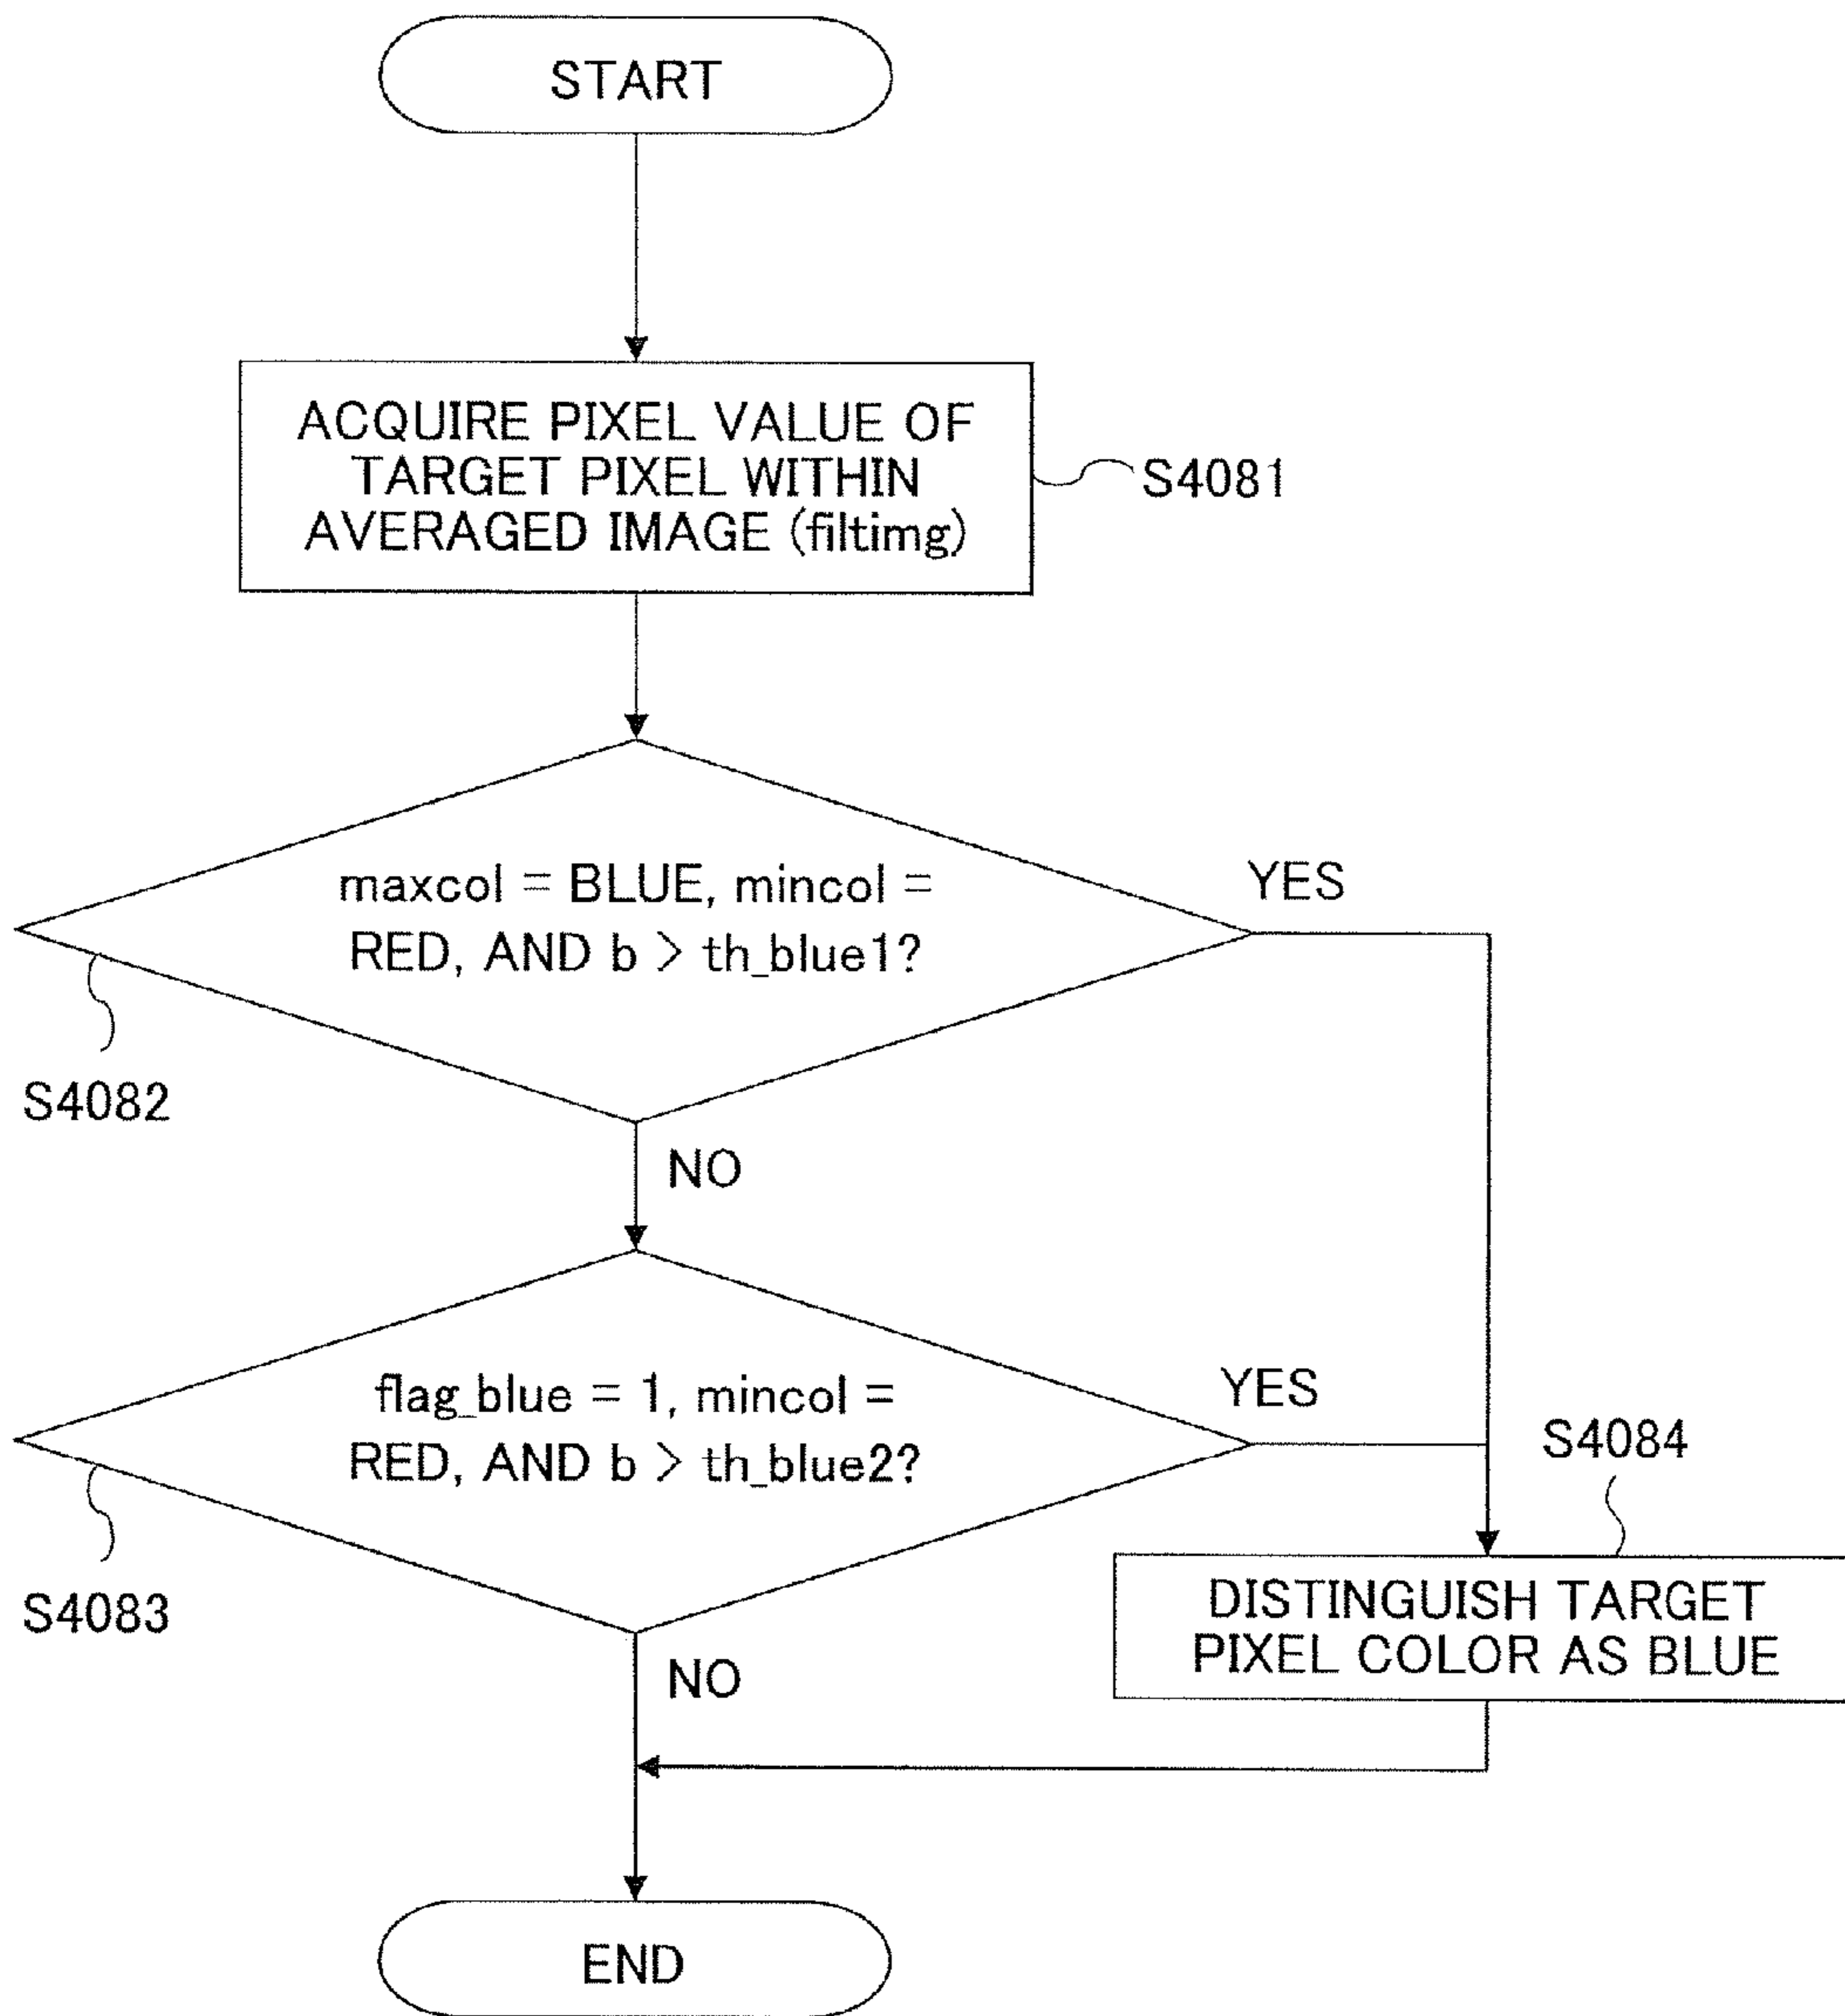 START
ACQUIRE PIXEL VALUE OF
TARGET PIXEL WITHIN
AVERAGED IMAGE (filtimg)
S4081
maxcol = BLUE, mincol =
RED, AND b > th_blue1?
YES
S4082
NO
flag_blue = 1, mincol =
RED, AND b > th_blue2?
YES
S4083
NO
S4084
DISTINGUISH TARGET
PIXEL COLOR AS BLUE
END